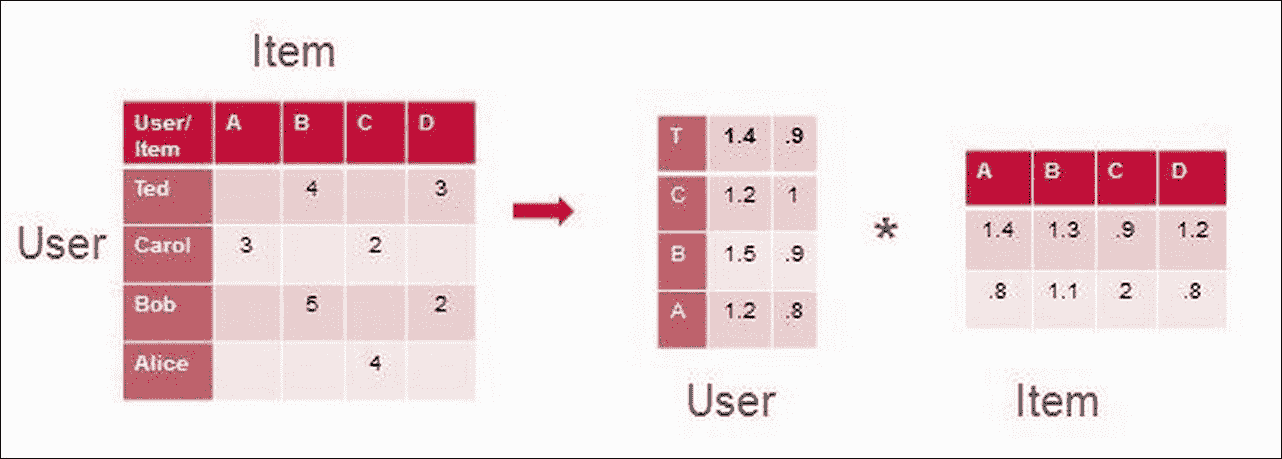 Item
User/ A B C D
Item
Ted 4 3
Carol 3 2
Bob 5 2
Alice 4
User
T 1.4 .9
C 1.2 1
B 1.5 .9
A 1.2 .8
User
*
A B C D
1.4 1.3 .9 1.2
.8 1.1 2 .8
Item